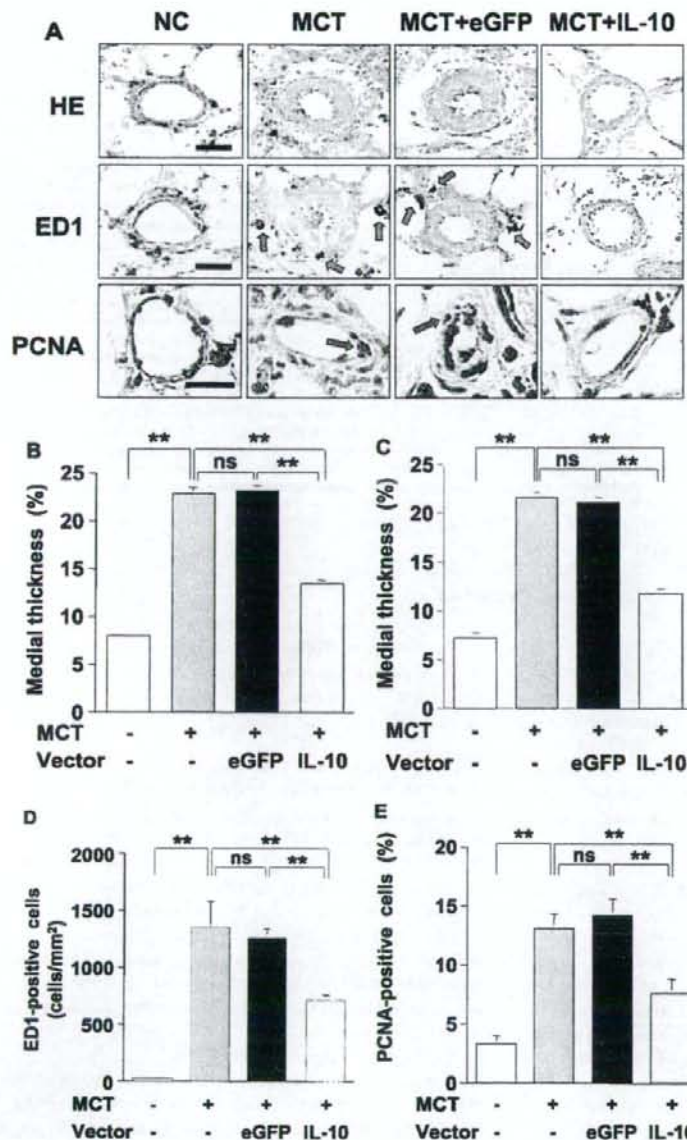 A
NC MCT MCT+eGFP MCT+IL-10
HE
ED1
PCNA
B
** **
ns **
Medial thickness (%)
25
20
15
10
5
0
MCT - + + +
Vector - - eGFP IL-10
C
** **
ns **
Medial thickness (%)
25
20
15
10
5
0
MCT - + + +
Vector - - eGFP IL-10
D
** **
ns **
ED1-positive cells
(cells/mm²)
2000
1500
1000
500
0
MCT - + + +
Vector - - eGFP IL-10
E
** **
ns **
PCNA-positive cells (%)
20
15
10
5
0
MCT - + + +
Vector - - eGFP IL-10